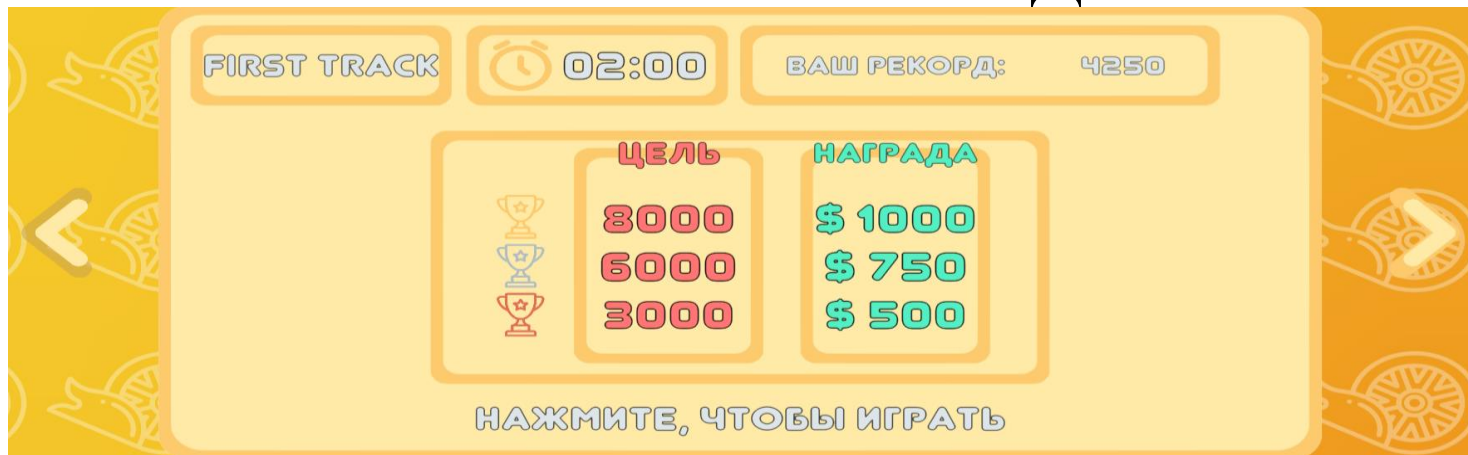 FIRST TRACK 02:00 ВАШ РЕКОРД: 4250
ЦЕЛЬ НАГРАДА
8000 $ 1000
6000 $ 750
3000 $ 500
НАЖМИТЕ, ЧТОБЫ ИГРАТЬ